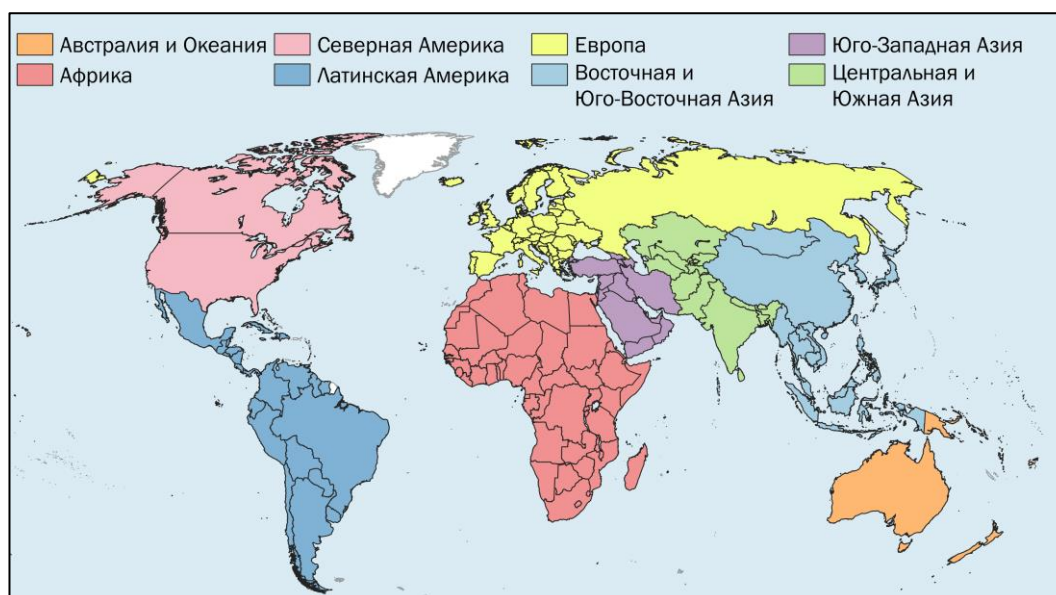 Австралия и Океания
Африка
Северная Америка
Латинская Америка
Европа
Восточная и
Юго-Восточная Азия
Юго-Западная Азия
Центральная и
Южная Азия